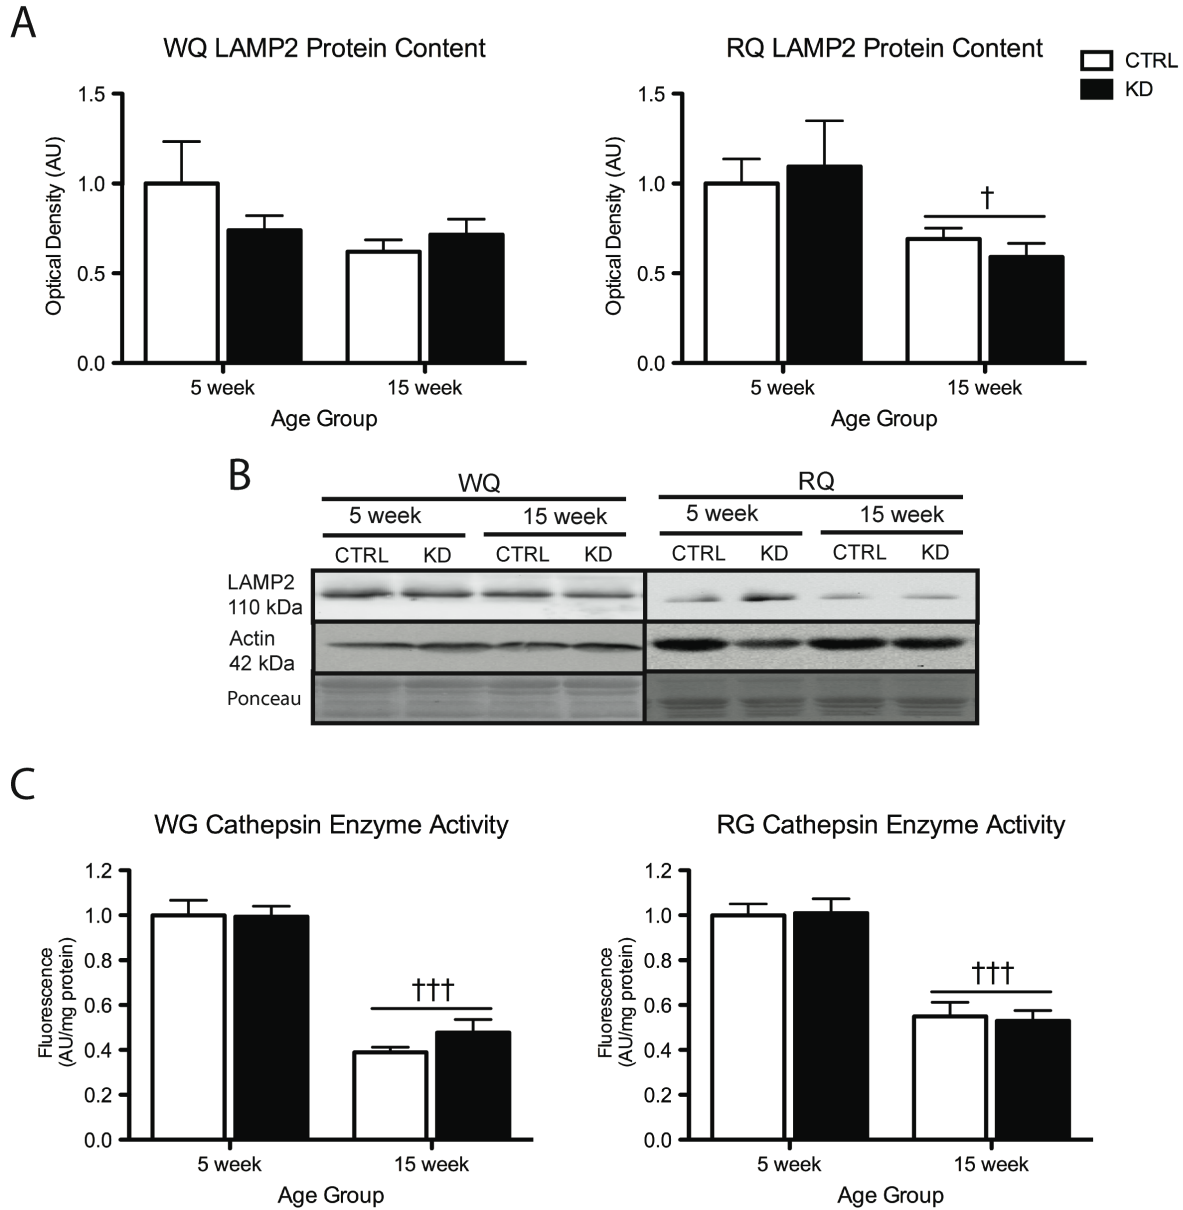 A
WQ LAMP2 Protein Content
RQ LAMP2 Protein Content
CTRL
KD
Optical Density (AU)
1.5
1.0
0.5
0.0
5 week
15 week
Age Group
Optical Density (AU)
1.5
1.0
0.5
0.0
†
5 week
15 week
Age Group
B
WQ
RQ
5 week
15 week
5 week
15 week
CTRL
KD
CTRL
KD
CTRL
KD
CTRL
KD
LAMP2
110 kDa
Actin
42 kDa
Ponceau
C
WG Cathepsin Enzyme Activity
RG Cathepsin Enzyme Activity
Fluorescence
(AU/mg protein)
1.2
1.0
0.8
0.6
0.4
0.2
0.0
†††
5 week
15 week
Age Group
Fluorescence
(AU/mg protein)
1.2
1.0
0.8
0.6
0.4
0.2
0.0
†††
5 week
15 week
Age Group